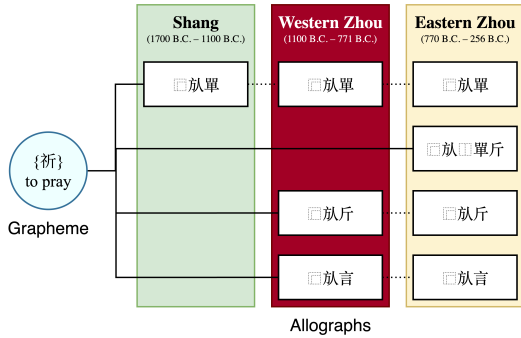 Shang
(1700 B.C. – 1100 B.C.)
Western Zhou
(1100 B.C. – 771 B.C.)
Eastern Zhou
(770 B.C. – 256 B.C.)
⿸㫃單
⿸㫃單
⿸㫃單
{祈}
to pray
⿸㫃⿰單斤
⿸㫃斤
⿸㫃斤
⿸㫃言
⿸㫃言
Grapheme
Allographs